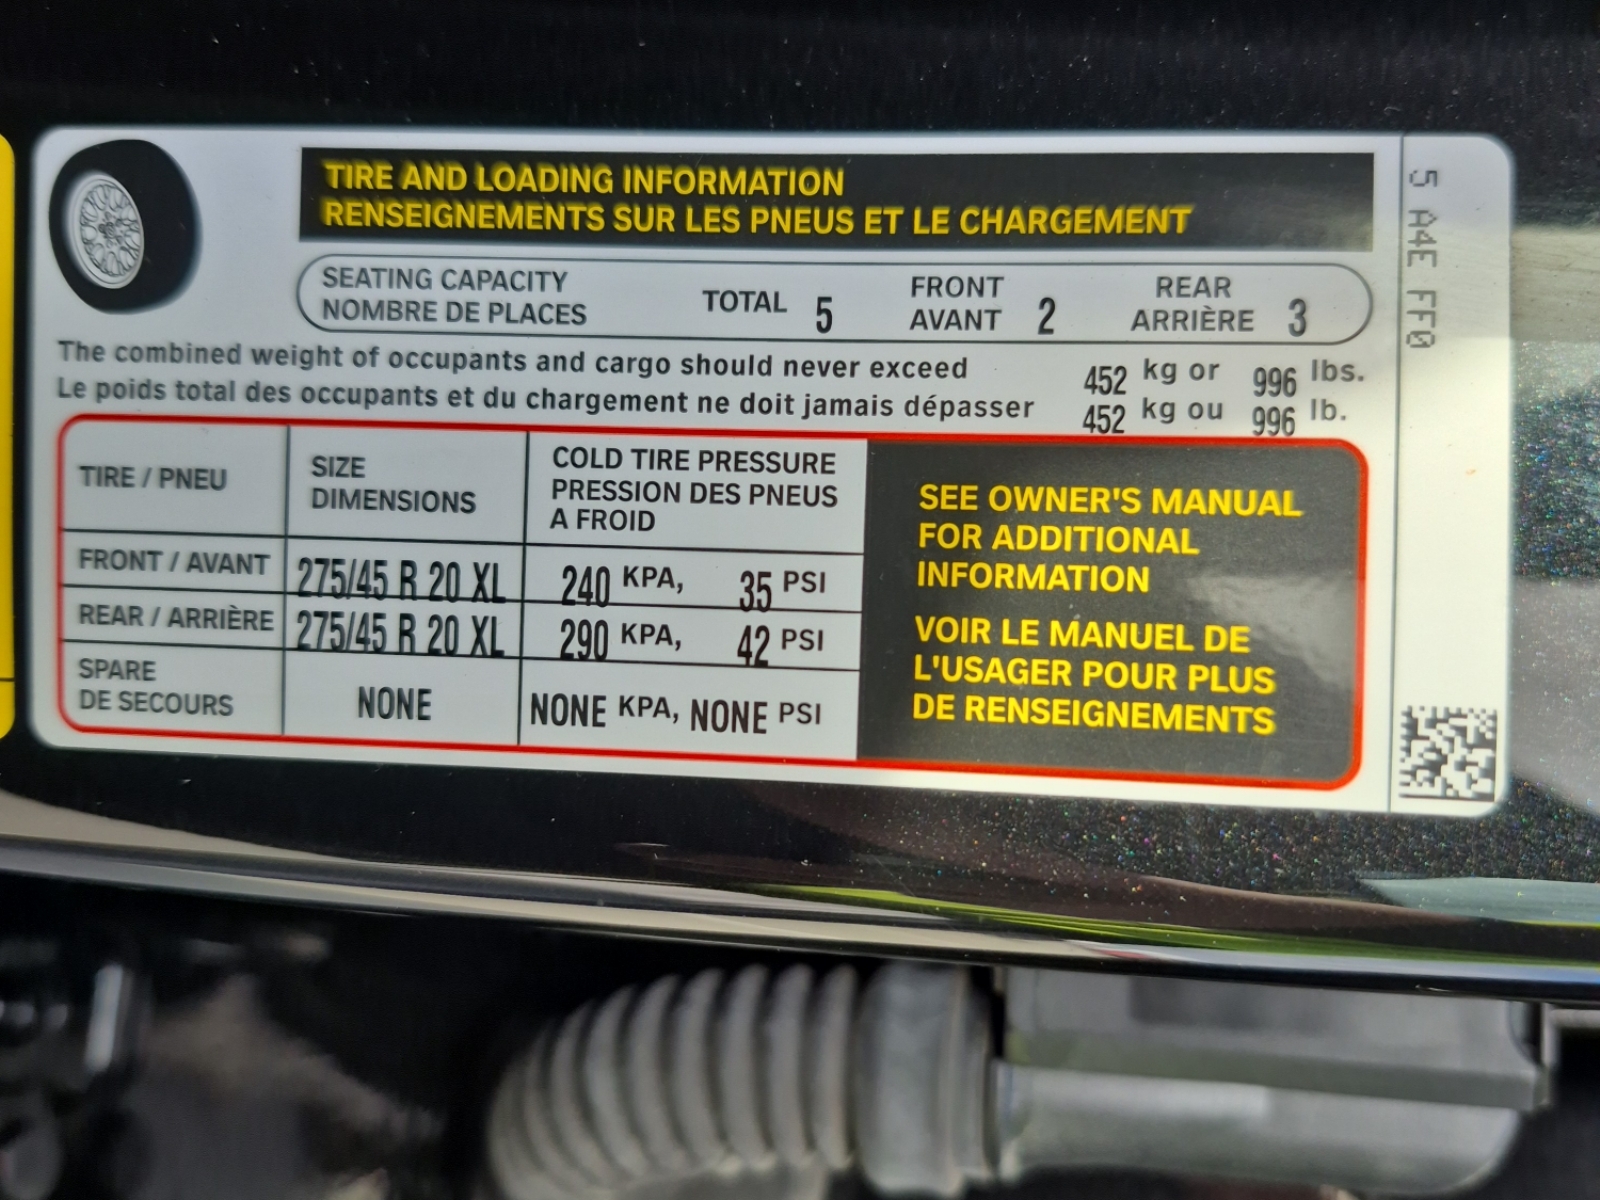 TIRE AND LOADING INFORMATION
RENSEIGNEMENTS SUR LES PNEUS ET LE CHARGEMENT
SEATING CAPACITY
NOMBRE DE PLACES
TOTAL 5
FRONT
AVANT 2
REAR
ARRIÈRE 3
The combined weight of occupants and cargo should never exceed 452 kg or 996 lbs.
Le poids total des occupants et du chargement ne doit jamais dépasser 452 kg ou 996 lb.
TIRE / PNEU
SIZE
DIMENSIONS
COLD TIRE PRESSURE
PRESSION DES PNEUS
A FROID
FRONT / AVANT 275/45 R 20 XL 240 KPA, 35 PSI
REAR / ARRIÈRE 275/45 R 20 XL 290 KPA, 42 PSI
SPARE
DE SECOURS NONE NONE KPA, NONE PSI
SEE OWNER'S MANUAL
FOR ADDITIONAL
INFORMATION
VOIR LE MANUEL DE
L'USAGER POUR PLUS
DE RENSEIGNEMENTS
5 A4E FF0